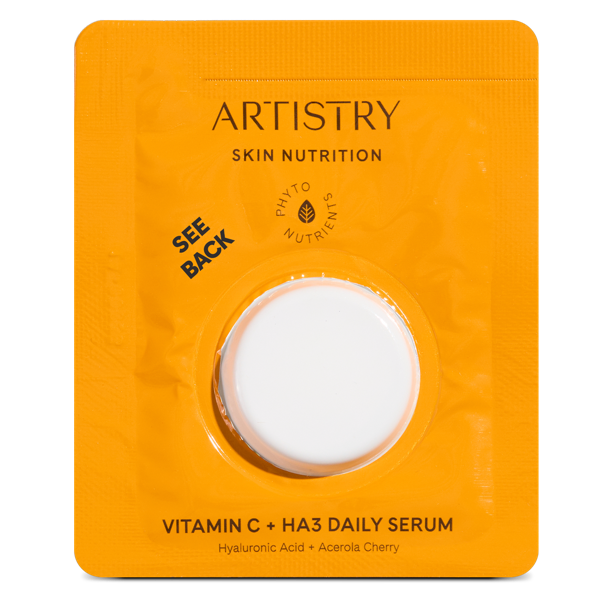 ARTISTRY
SKIN NUTRITION
PHYTO
NUTRIENTS
SEE
BACK
VITAMIN C + HA3 DAILY SERUM
Hyaluronic Acid + Acerola Cherry